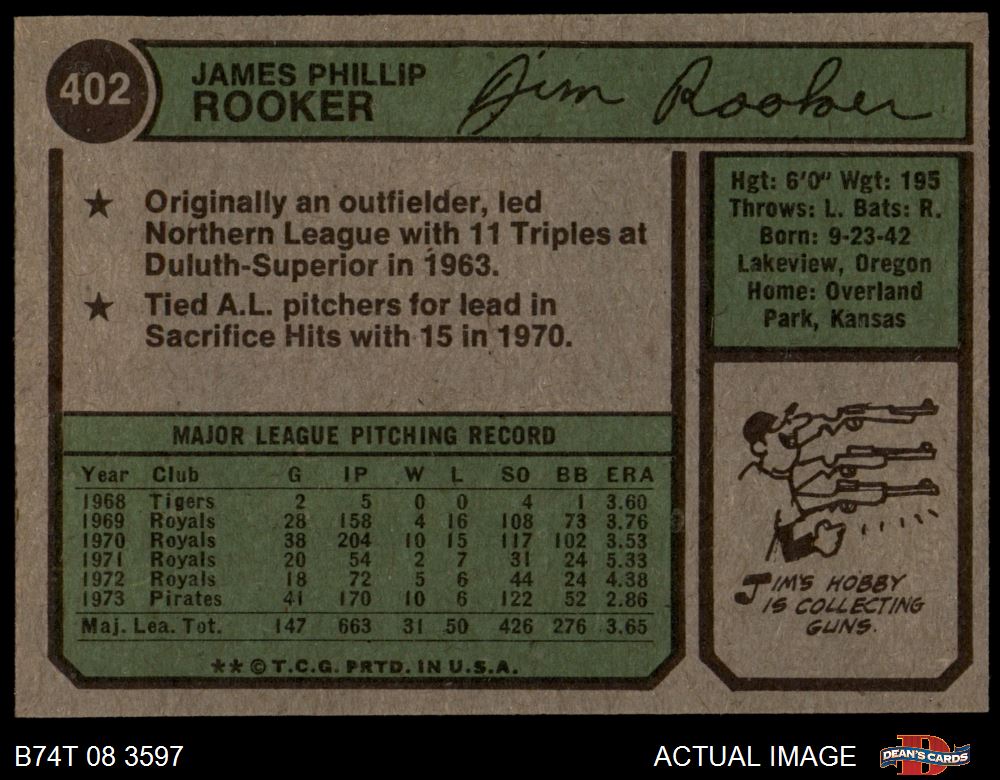 402
JAMES PHILLIP
ROOKER
Jim Rooker
★ Originally an outfielder, led
Northern League with 11 Triples at
Duluth-Superior in 1963.
★ Tied A.L. pitchers for lead in
Sacrifice Hits with 15 in 1970.
Hgt: 6'0" Wgt: 195
Throws: L. Bats: R.
Born: 9-23-42
Lakeview, Oregon
Home: Overland
Park, Kansas
MAJOR LEAGUE PITCHING RECORD
Year Club G IP W L SO BB ERA
1968 Tigers 2 5 0 0 4 1 3.60
1969 Royals 28 158 4 16 108 73 3.76
1970 Royals 38 204 10 15 117 102 3.53
1971 Royals 20 54 2 7 31 24 5.33
1972 Royals 18 72 5 6 44 24 4.38
1973 Pirates 41 170 10 6 122 52 2.86
Maj. Lea. Tot. 147 663 31 50 426 276 3.65
★★ © T.C.G. PRTD. IN U.S.A.
JIM'S HOBBY
IS COLLECTING
GUNS.
B74T 08 3597
ACTUAL IMAGE
DEAN'S CARDS